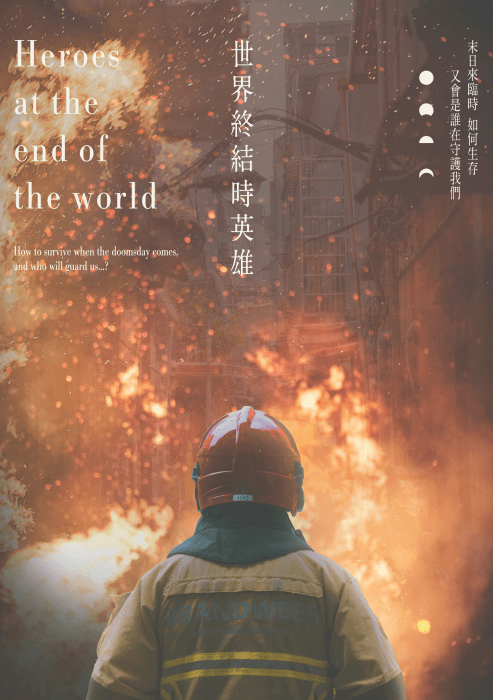 Heroes
at the
end of
the world
How to survive when the doomsday comes,
and who will guard us...?
世界終結時英雄
末日來臨時 如何生存
又會是誰在守護我們